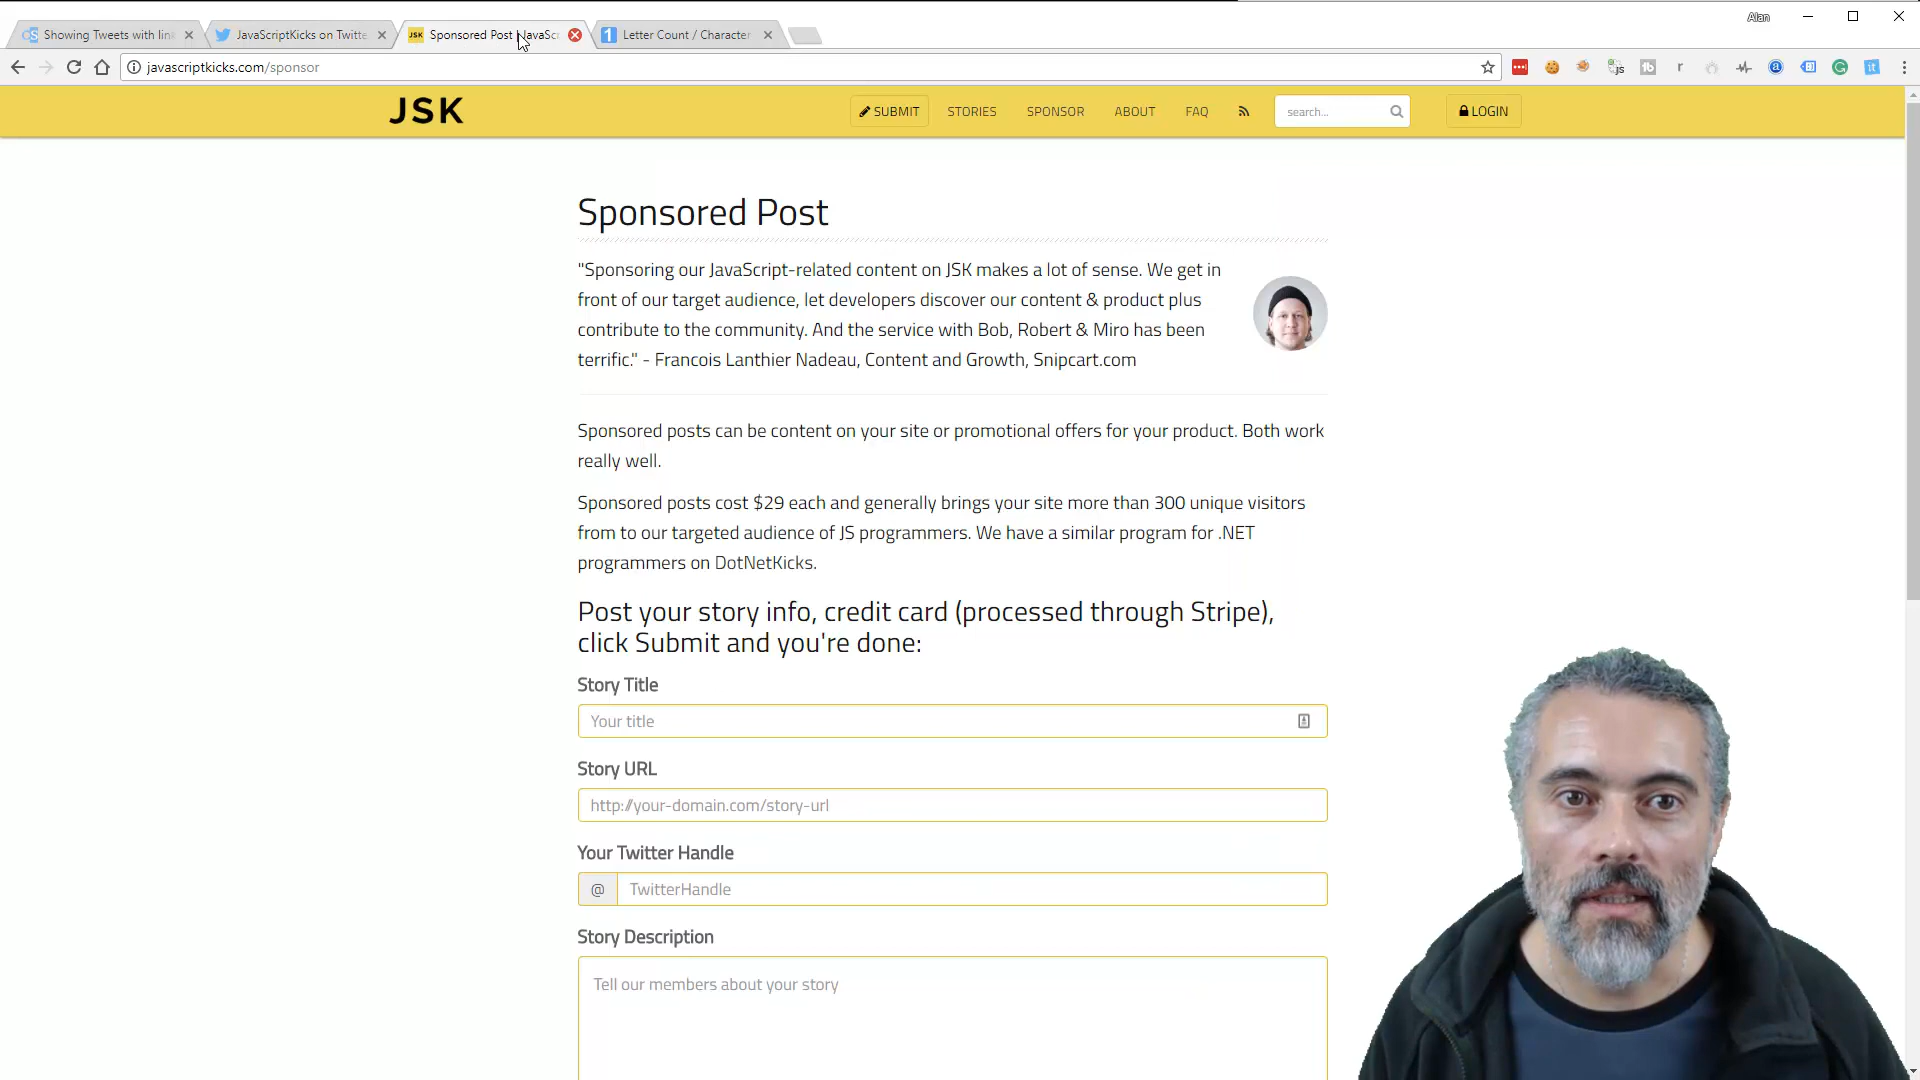 Alan
Showing Tweets with lin
JavaScriptKicks on Twitte
JSK
Sponsored Post | JavaSc
1
Letter Count / Character
javascriptkicks.com/sponsor
JSK
SUBMIT
STORIES
SPONSOR
ABOUT
FAQ
search...
LOGIN
Sponsored Post
"Sponsoring our JavaScript-related content on JSK makes a lot of sense. We get in
front of our target audience, let developers discover our content & product plus
contribute to the community. And the service with Bob, Robert & Miro has been
terrific." - Francois Lanthier Nadeau, Content and Growth, Snipcart.com
Sponsored posts can be content on your site or promotional offers for your product. Both work
really well.
Sponsored posts cost $29 each and generally brings your site more than 300 unique visitors
from to our targeted audience of JS programmers. We have a similar program for .NET
programmers on DotNetKicks.
Post your story info, credit card (processed through Stripe),
click Submit and you're done:
Story Title
Your title
Story URL
http://your-domain.com/story-url
Your Twitter Handle
@ TwitterHandle
Story Description
Tell our members about your story